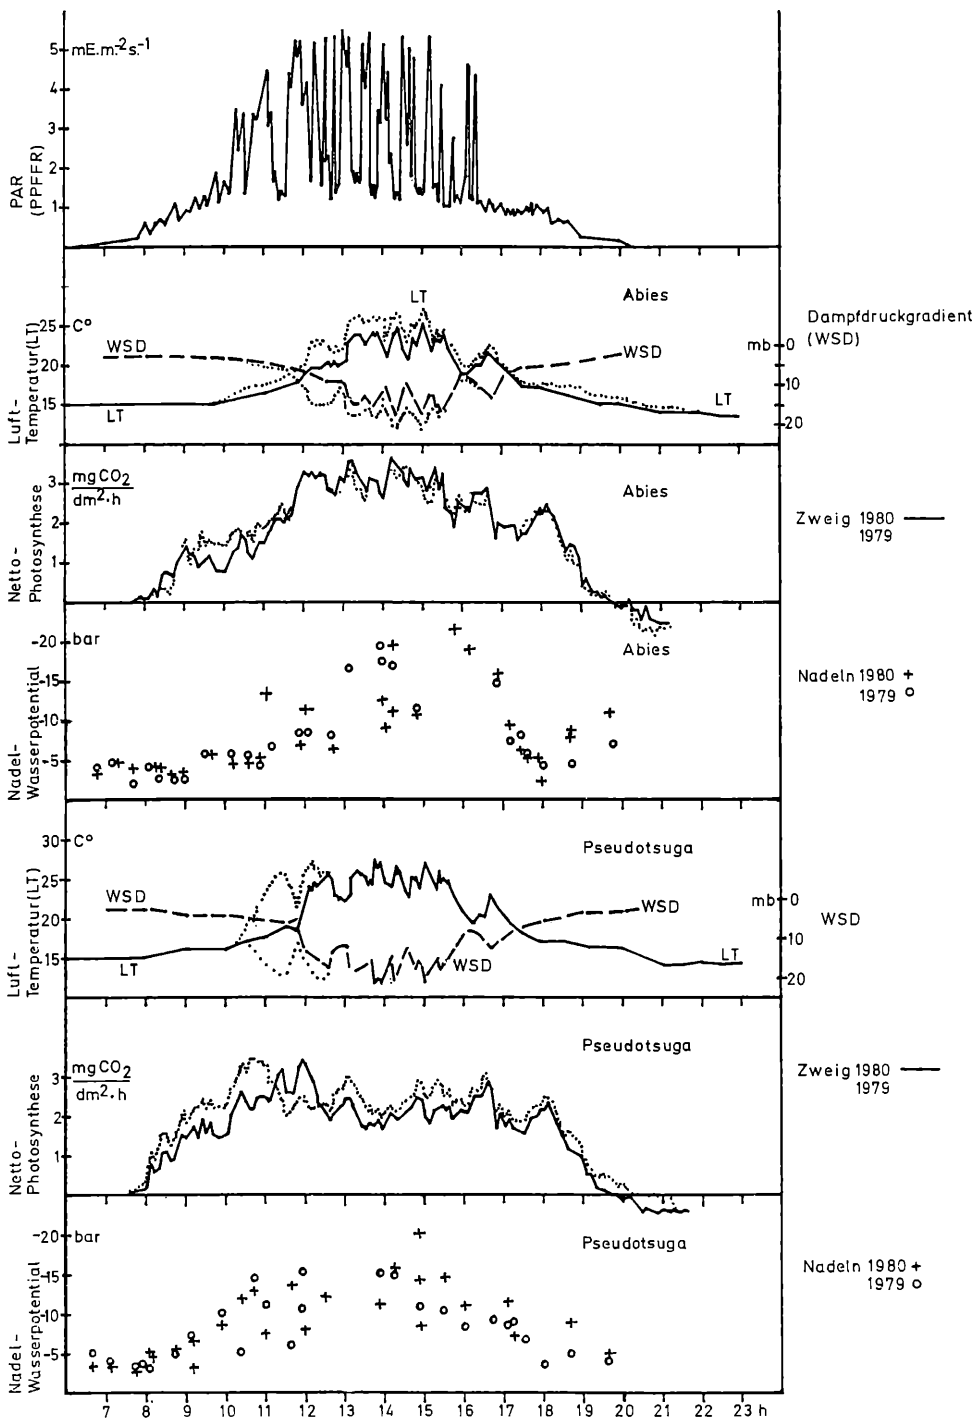 5 mE.m.-2s.-1
4
3
2
1
PAR
(PPFFR)
LT
Abies
Dampfdruckgradient
(WSD)
25 C°
WSD
WSD
mb 0
20
10
15
LT
LT
20
Luft-
Temperatur(LT)
mg CO2
dm2.h
3
2
1
Abies
Zweig 1980
1979
Netto-
Photosynthese
-20 bar
-15
-10
-5
Abies
Nadeln 1980 +
1979 o
Nadel-
Wasserpotential
30 C°
Pseudotsuga
25
WSD
WSD
mb 0
WSD
20
10
15
LT
WSD
LT
20
Luft-
Temperatur(LT)
Pseudotsuga
mg CO2
dm2.h
3
2
1
Zweig 1980
1979
Netto-
Photosynthese
-20 bar
-15
-10
-5
Pseudotsuga
Nadeln 1980 +
1979 o
Nadel-
Wasserpotential
7 8 9 10 11 12 13 14 15 16 17 18 19 20 21 22 23 h